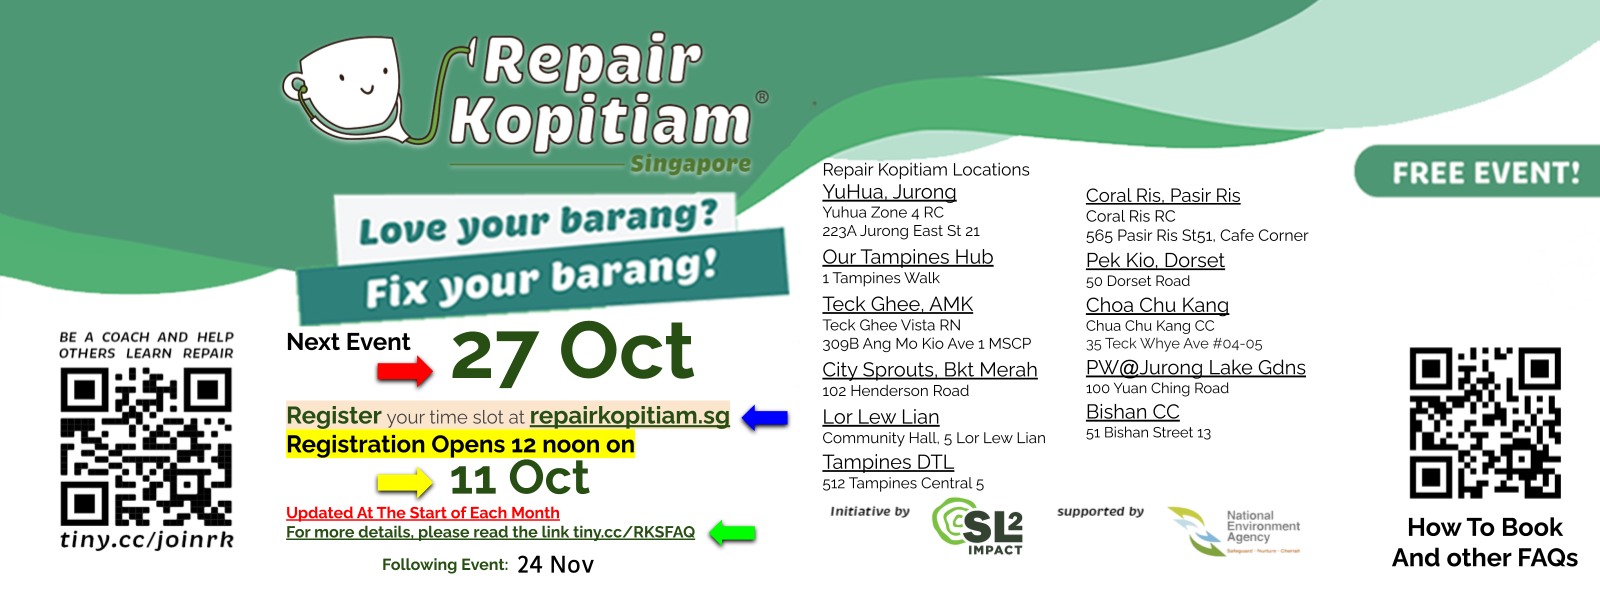 Repair
Kopitiam®
Singapore
Love your barang?
Fix your barang!
BE A COACH AND HELP
OTHERS LEARN REPAIR
tiny.cc/joinrk
Next Event
27 Oct
Register your time slot at repairkopitiam.sg
Registration Opens 12 noon on
11 Oct
Updated At The Start of Each Month
For more details, please read the link tiny.cc/RKSFAQ
Following Event: 24 Nov
Repair Kopitiam Locations
YuHua, Jurong
Yuhua Zone 4 RC
223A Jurong East St 21
Our Tampines Hub
1 Tampines Walk
Teck Ghee, AMK
Teck Ghee Vista RN
309B Ang Mo Kio Ave 1 MSCP
City Sprouts, Bkt Merah
102 Henderson Road
Lor Lew Lian
Community Hall, 5 Lor Lew Lian
Tampines DTL
512 Tampines Central 5
Coral Ris, Pasir Ris
Coral Ris RC
565 Pasir Ris St51, Cafe Corner
Pek Kio, Dorset
50 Dorset Road
Choa Chu Kang
Chua Chu Kang CC
35 Teck Whye Ave #04-05
PW@Jurong Lake Gdns
100 Yuan Ching Road
Bishan CC
51 Bishan Street 13
Initiative by
SL2
IMPACT
supported by
National
Environment
Agency
Safeguard · Nurture · Cherish
FREE EVENT!
How To Book
And other FAQs